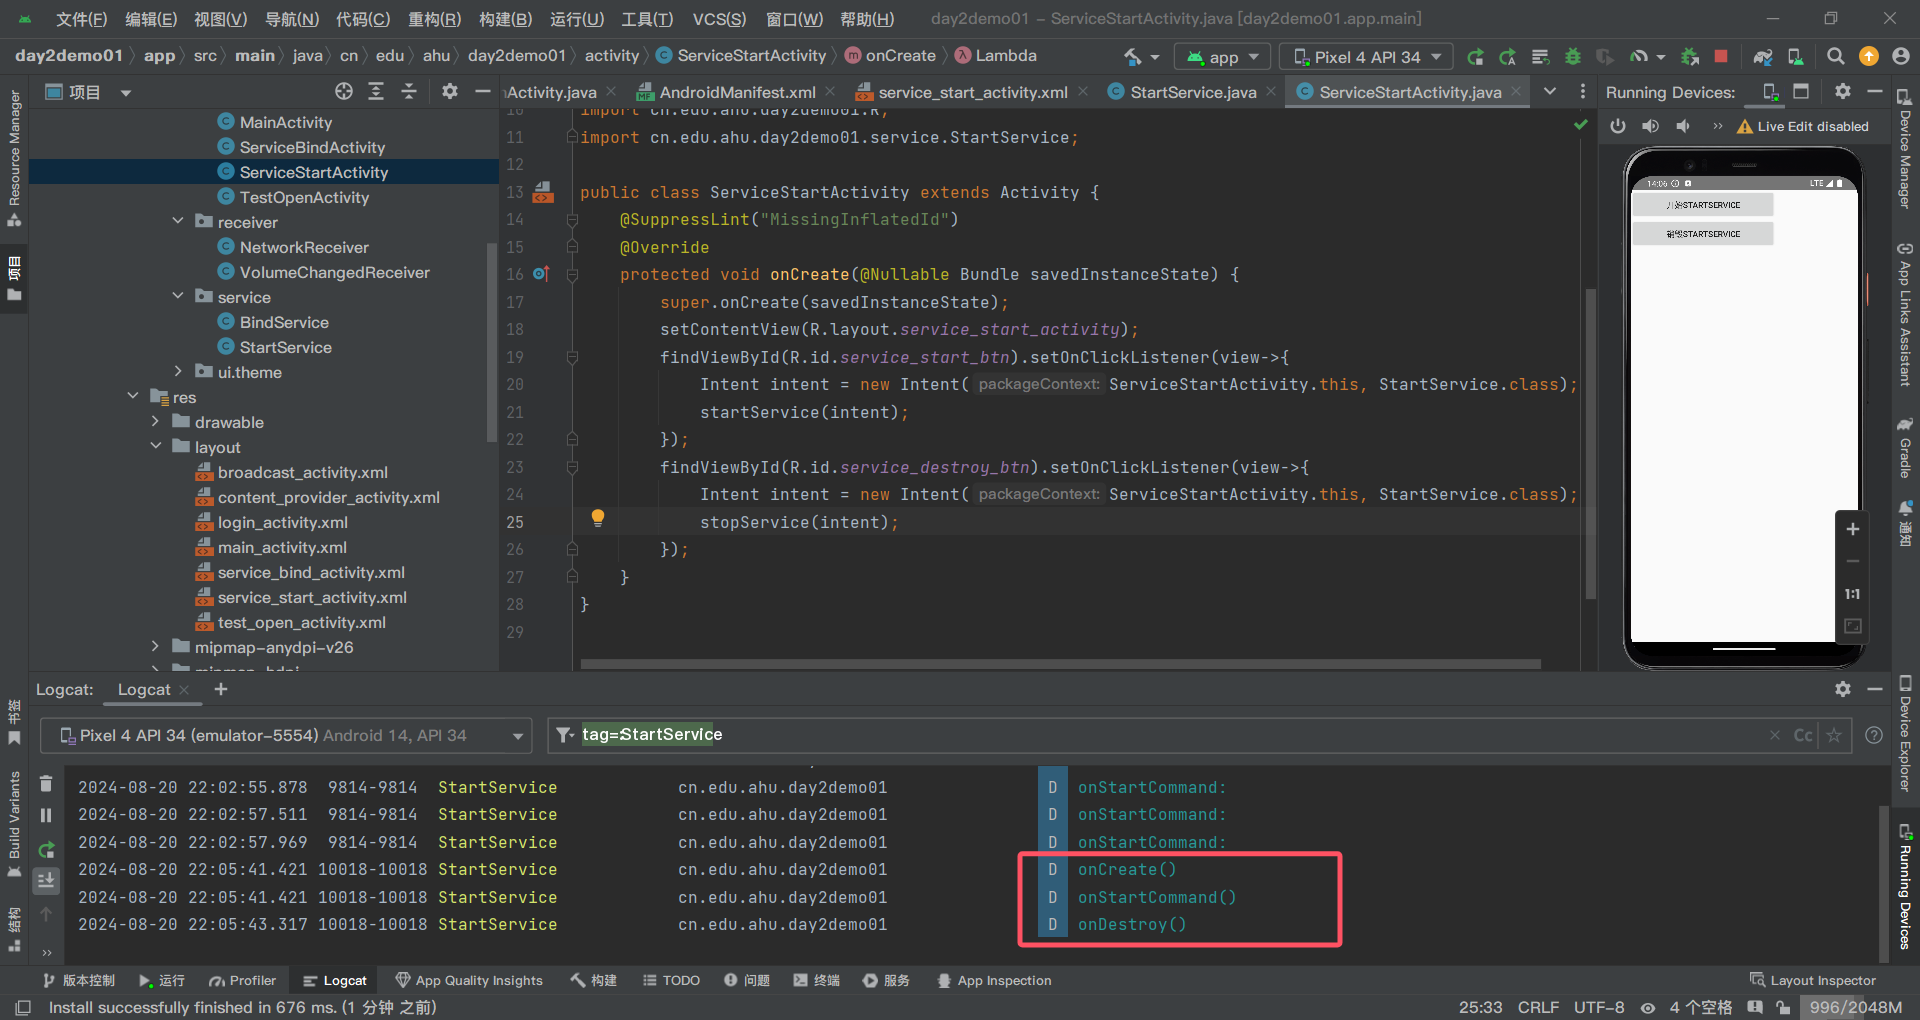 文件(F) 编辑(E) 视图(V) 导航(N) 代码(C) 重构(R) 构建(B) 运行(U) 工具(T) VCS(S) 窗口(W) 帮助(H) day2demo01 – ServiceStartActivity.java [day2demo01.app.main]
day2demo01 app src main java cn edu ahu day2demo01 activity ServiceStartActivity onCreate Lambda app Pixel 4 API 34
项目
Activity.java AndroidManifest.xml service_start_activity.xml StartService.java ServiceStartActivity.java
Running Devices:
Live Edit disabled
Resource Manager
项目
书签
Build Variants
结构
MainActivity
ServiceBindActivity
ServiceStartActivity
TestOpenActivity
receiver
NetworkReceiver
VolumeChangedReceiver
service
BindService
StartService
ui.theme
res
drawable
layout
broadcast_activity.xml
content_provider_activity.xml
login_activity.xml
main_activity.xml
service_bind_activity.xml
service_start_activity.xml
test_open_activity.xml
mipmap-anydpi-v26
mipmap-hdpi
10 import cn.edu.ahu.day2demo01.R;
11 import cn.edu.ahu.day2demo01.service.StartService;
12
13 public class ServiceStartActivity extends Activity {
14 @SuppressLint("MissingInflatedId")
15 @Override
16 protected void onCreate(@Nullable Bundle savedInstanceState) {
17 super.onCreate(savedInstanceState);
18 setContentView(R.layout.service_start_activity);
19 findViewById(R.id.service_start_btn).setOnClickListener(view->{
20 Intent intent = new Intent( packageContext: ServiceStartActivity.this, StartService.class);
21 startService(intent);
22 });
23 findViewById(R.id.service_destroy_btn).setOnClickListener(view->{
24 Intent intent = new Intent( packageContext: ServiceStartActivity.this, StartService.class);
25 stopService(intent);
26 });
27 }
28 }
29
14:06 LTE
开始STARTSERVICE
销毁STARTSERVICE
1:1
Device Manager
App Links Assistant
Gradle
通知
Device Explorer
Running Devices
Logcat: Logcat
Pixel 4 API 34 (emulator-5554) Android 14, API 34 tag=:StartService Cc
2024-08-20 22:02:55.878 9814-9814 StartService cn.edu.ahu.day2demo01 D onStartCommand:
2024-08-20 22:02:57.511 9814-9814 StartService cn.edu.ahu.day2demo01 D onStartCommand:
2024-08-20 22:02:57.969 9814-9814 StartService cn.edu.ahu.day2demo01 D onStartCommand:
2024-08-20 22:05:41.421 10018-10018 StartService cn.edu.ahu.day2demo01 D onCreate()
2024-08-20 22:05:41.421 10018-10018 StartService cn.edu.ahu.day2demo01 D onStartCommand()
2024-08-20 22:05:43.317 10018-10018 StartService cn.edu.ahu.day2demo01 D onDestroy()
版本控制 运行 Profiler Logcat App Quality Insights 构建 TODO 问题 终端 服务 App Inspection Layout Inspector
Install successfully finished in 676 ms. (1 分钟 之前) 25:33 CRLF UTF-8 4 个空格 996/2048M